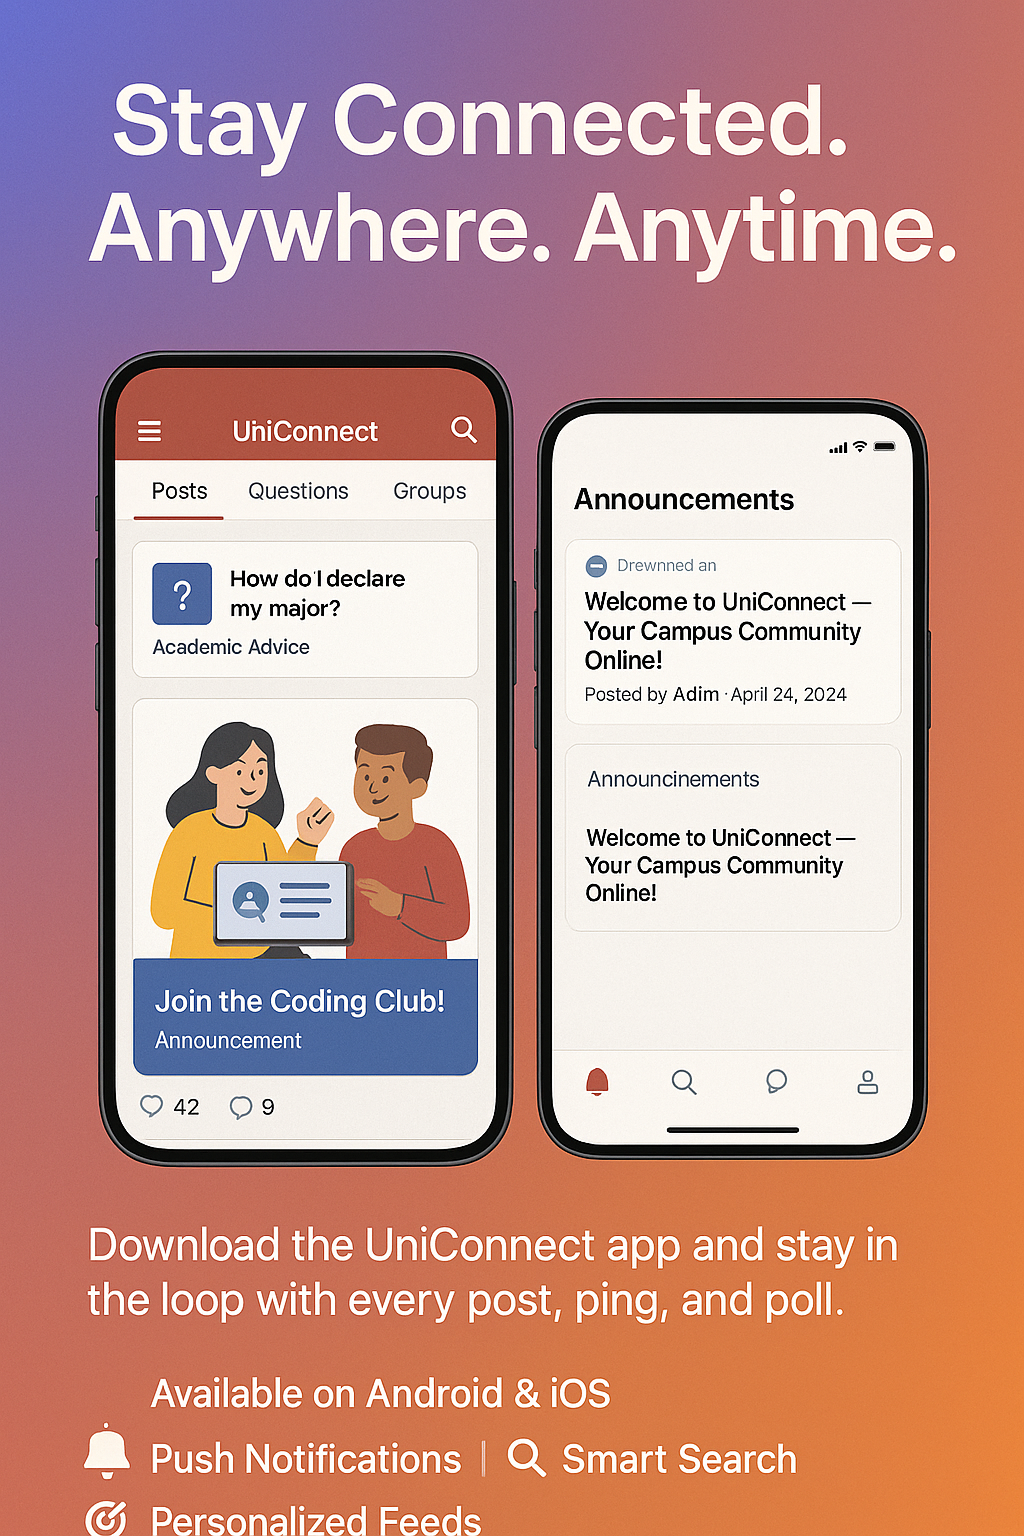 Stay Connected.
Anywhere. Anytime.
UniConnect
Posts Questions Groups
?
How do I declare
my major?
Academic Advice
Join the Coding Club!
Announcement
42 9
Announcements
Drewnned an
Welcome to UniConnect —
Your Campus Community
Online!
Posted by Adim · April 24, 2024
Announcinements
Welcome to UniConnect —
Your Campus Community
Online!
Download the UniConnect app and stay in
the loop with every post, ping, and poll.
Available on Android & iOS
Push Notifications | Smart Search
Personalized Feeds